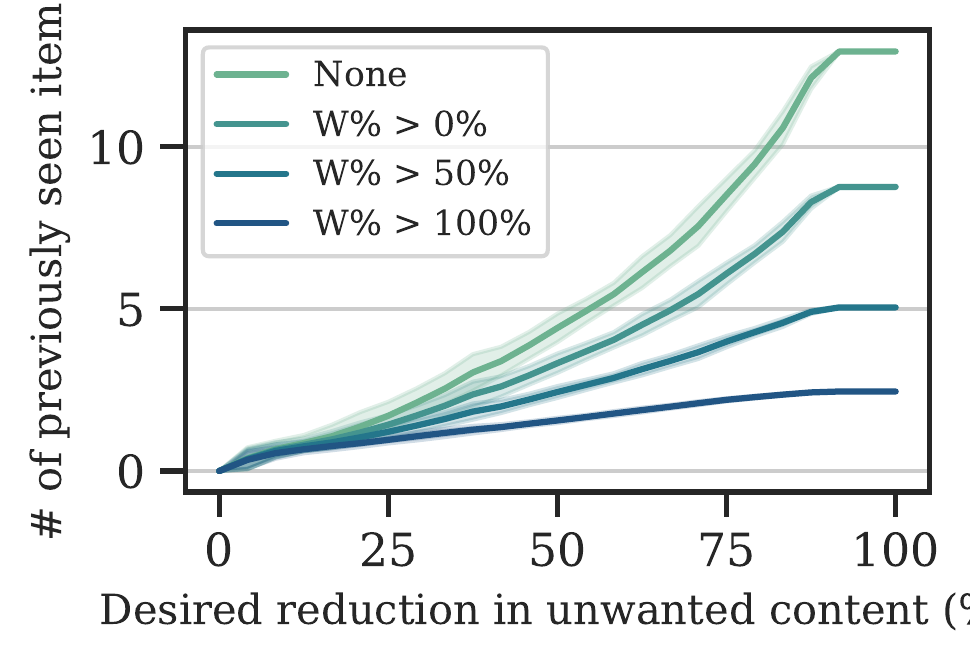 # of previously seen item
None
W% > 0%
W% > 50%
W% > 100%
10
5
0
0 25 50 75 100
Desired reduction in unwanted content (%